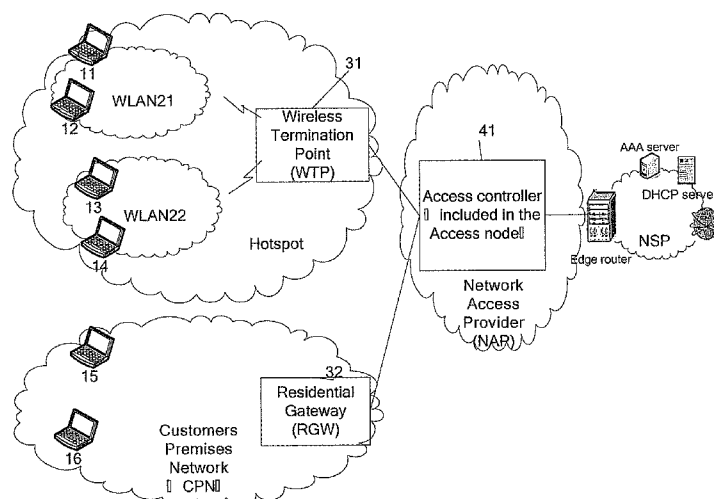 11
WLAN21
12
31
Wireless
Termination
Point
(WTP)
13
WLAN22
14
Hotspot
41
Access controller
included in the
Access node
Network
Access
Provider
(NAP)
AAA server
DHCP serve
NSP
Edge router
15
16
32
Residential
Gateway
(RGW)
Customers
Premises
Network
CPN